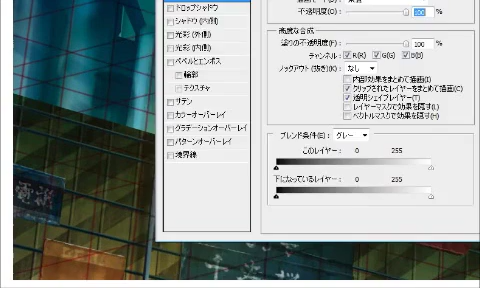 ドロップシャドウ
シャドウ (内側)
光彩 (外側)
光彩 (内側)
ベベルとエンボス
輪郭
テクスチャ
サテン
カラーオーバーレイ
グラデーションオーバーレイ
パターンオーバーレイ
境界線
不透明度(O): 100 %
高度な合成
塗りの不透明度(F): 100 %
チャンネル: R(R) G(G) B(B)
ノックアウト (抜き)(K): なし
内部効果をまとめて描画(I)
クリップされたレイヤーをまとめて描画(C)
透明シェイプレイヤー(T)
レイヤーマスクで効果を隠す(L)
ベクトルマスクで効果を隠す(H)
ブレンド条件(E): グレー
このレイヤー: 0 255
下になっているレイヤー: 0 255